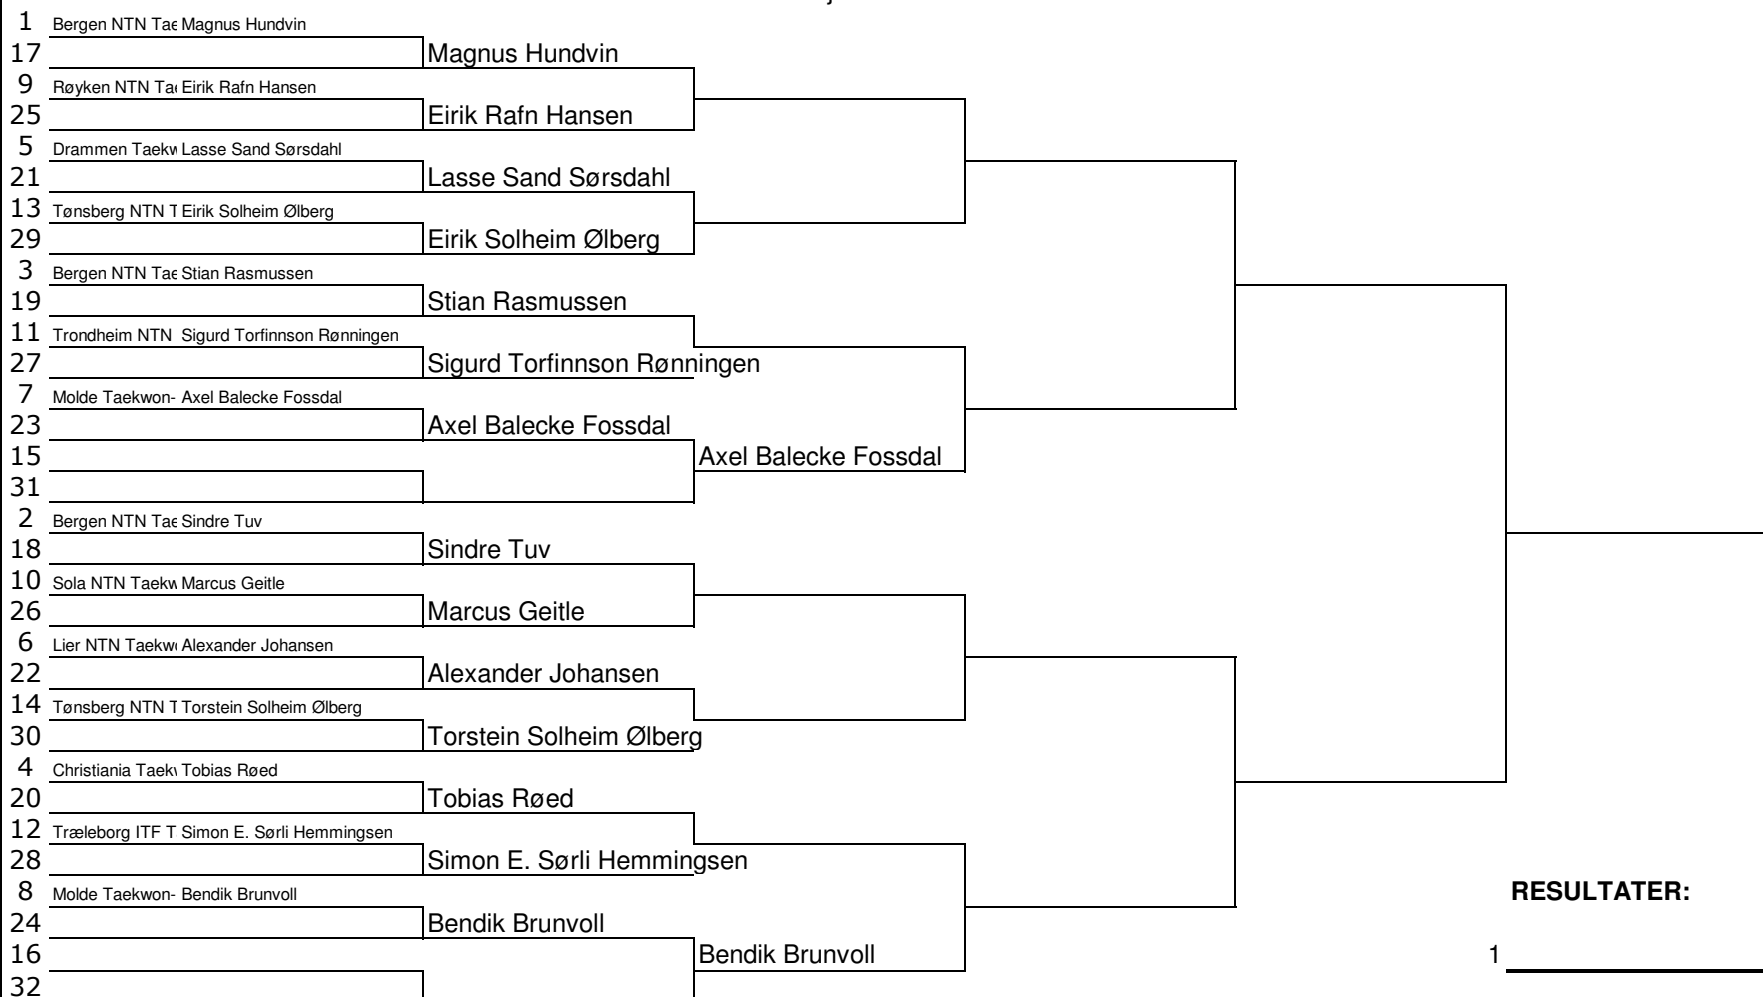 1 Bergen NTN Tae Magnus Hundvin
17 Magnus Hundvin
9 Røyken NTN Tae Eirik Rafn Hansen
25 Eirik Rafn Hansen
5 Drammen Taekw Lasse Sand Sørsdahl
21 Lasse Sand Sørsdahl
13 Tønsberg NTN T Eirik Solheim Ølberg
29 Eirik Solheim Ølberg
3 Bergen NTN Tae Stian Rasmussen
19 Stian Rasmussen
11 Trondheim NTN Sigurd Torfinnson Rønningen
27 Sigurd Torfinnson Rønningen
7 Molde Taekwon- Axel Balecke Fossdal
23 Axel Balecke Fossdal
15 Axel Balecke Fossdal
31
2 Bergen NTN Tae Sindre Tuv
18 Sindre Tuv
10 Sola NTN Taekw Marcus Geitle
26 Marcus Geitle
6 Lier NTN Taekwo Alexander Johansen
22 Alexander Johansen
14 Tønsberg NTN T Torstein Solheim Ølberg
30 Torstein Solheim Ølberg
4 Christiania Taekw Tobias Røed
20 Tobias Røed
12 Træleborg ITF T Simon E. Sørli Hemmingsen
28 Simon E. Sørli Hemmingsen
8 Molde Taekwon- Bendik Brunvoll
RESULTATER:
24 Bendik Brunvoll
16 Bendik Brunvoll 1
32